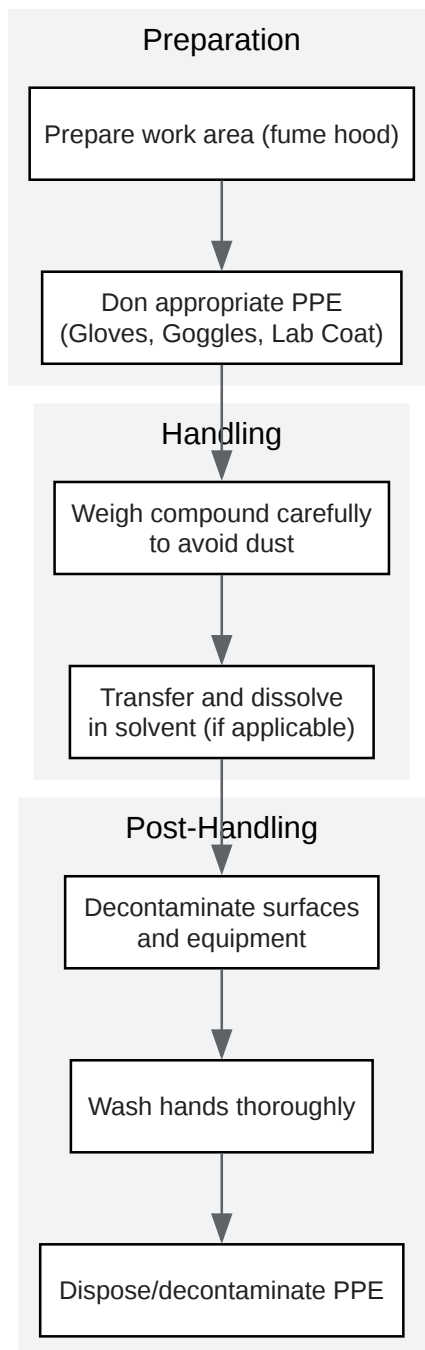 Preparation
Prepare work area (fume hood)
Don appropriate PPE
(Gloves, Goggles, Lab Coat)
Handling
Weigh compound carefully
to avoid dust
Transfer and dissolve
in solvent (if applicable)
Post-Handling
Decontaminate surfaces
and equipment
Wash hands thoroughly
Dispose/decontaminate PPE